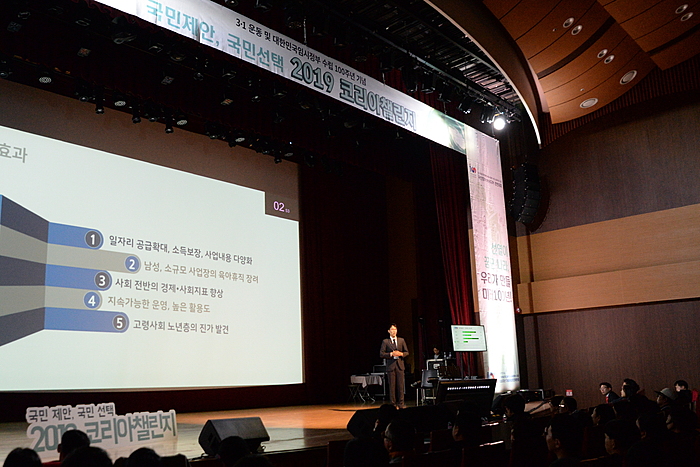 3·1 운동 및 대한민국임시정부 수립 100주년 기념
국민제안, 국민선택 2019 코리아챌린지
효과
02
1 일자리 공급확대, 소득보장, 사업내용 다양화
2 남성, 소규모 사업장의 육아휴직 장려
3 사회 전반의 경제·사회지표 향상
4 지속가능한 운영, 높은 활용도
5 고령사회 노년층의 진가 발견
우리가 만들
국민 제안, 국민 선택
2019 코리아챌린지